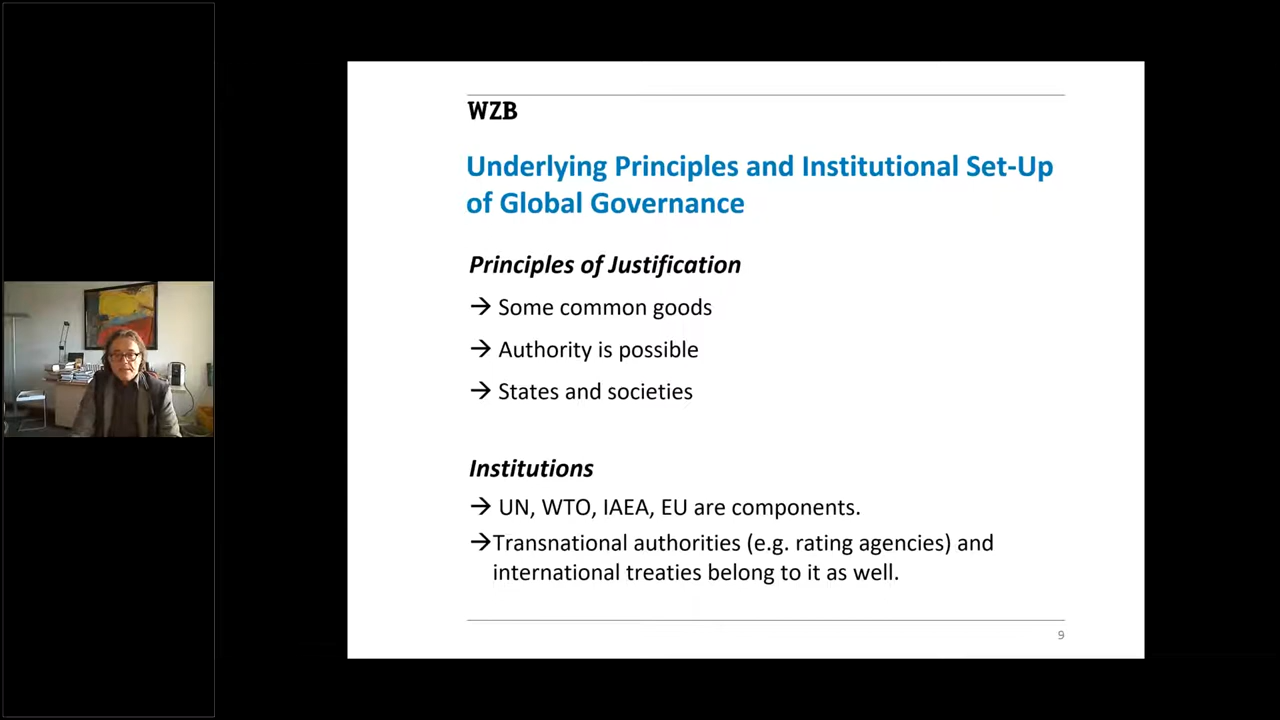 WZB
Underlying Principles and Institutional Set-Up
of Global Governance
Principles of Justification
→ Some common goods
→ Authority is possible
→ States and societies
Institutions
→ UN, WTO, IAEA, EU are components.
→Transnational authorities (e.g. rating agencies) and
international treaties belong to it as well.
9